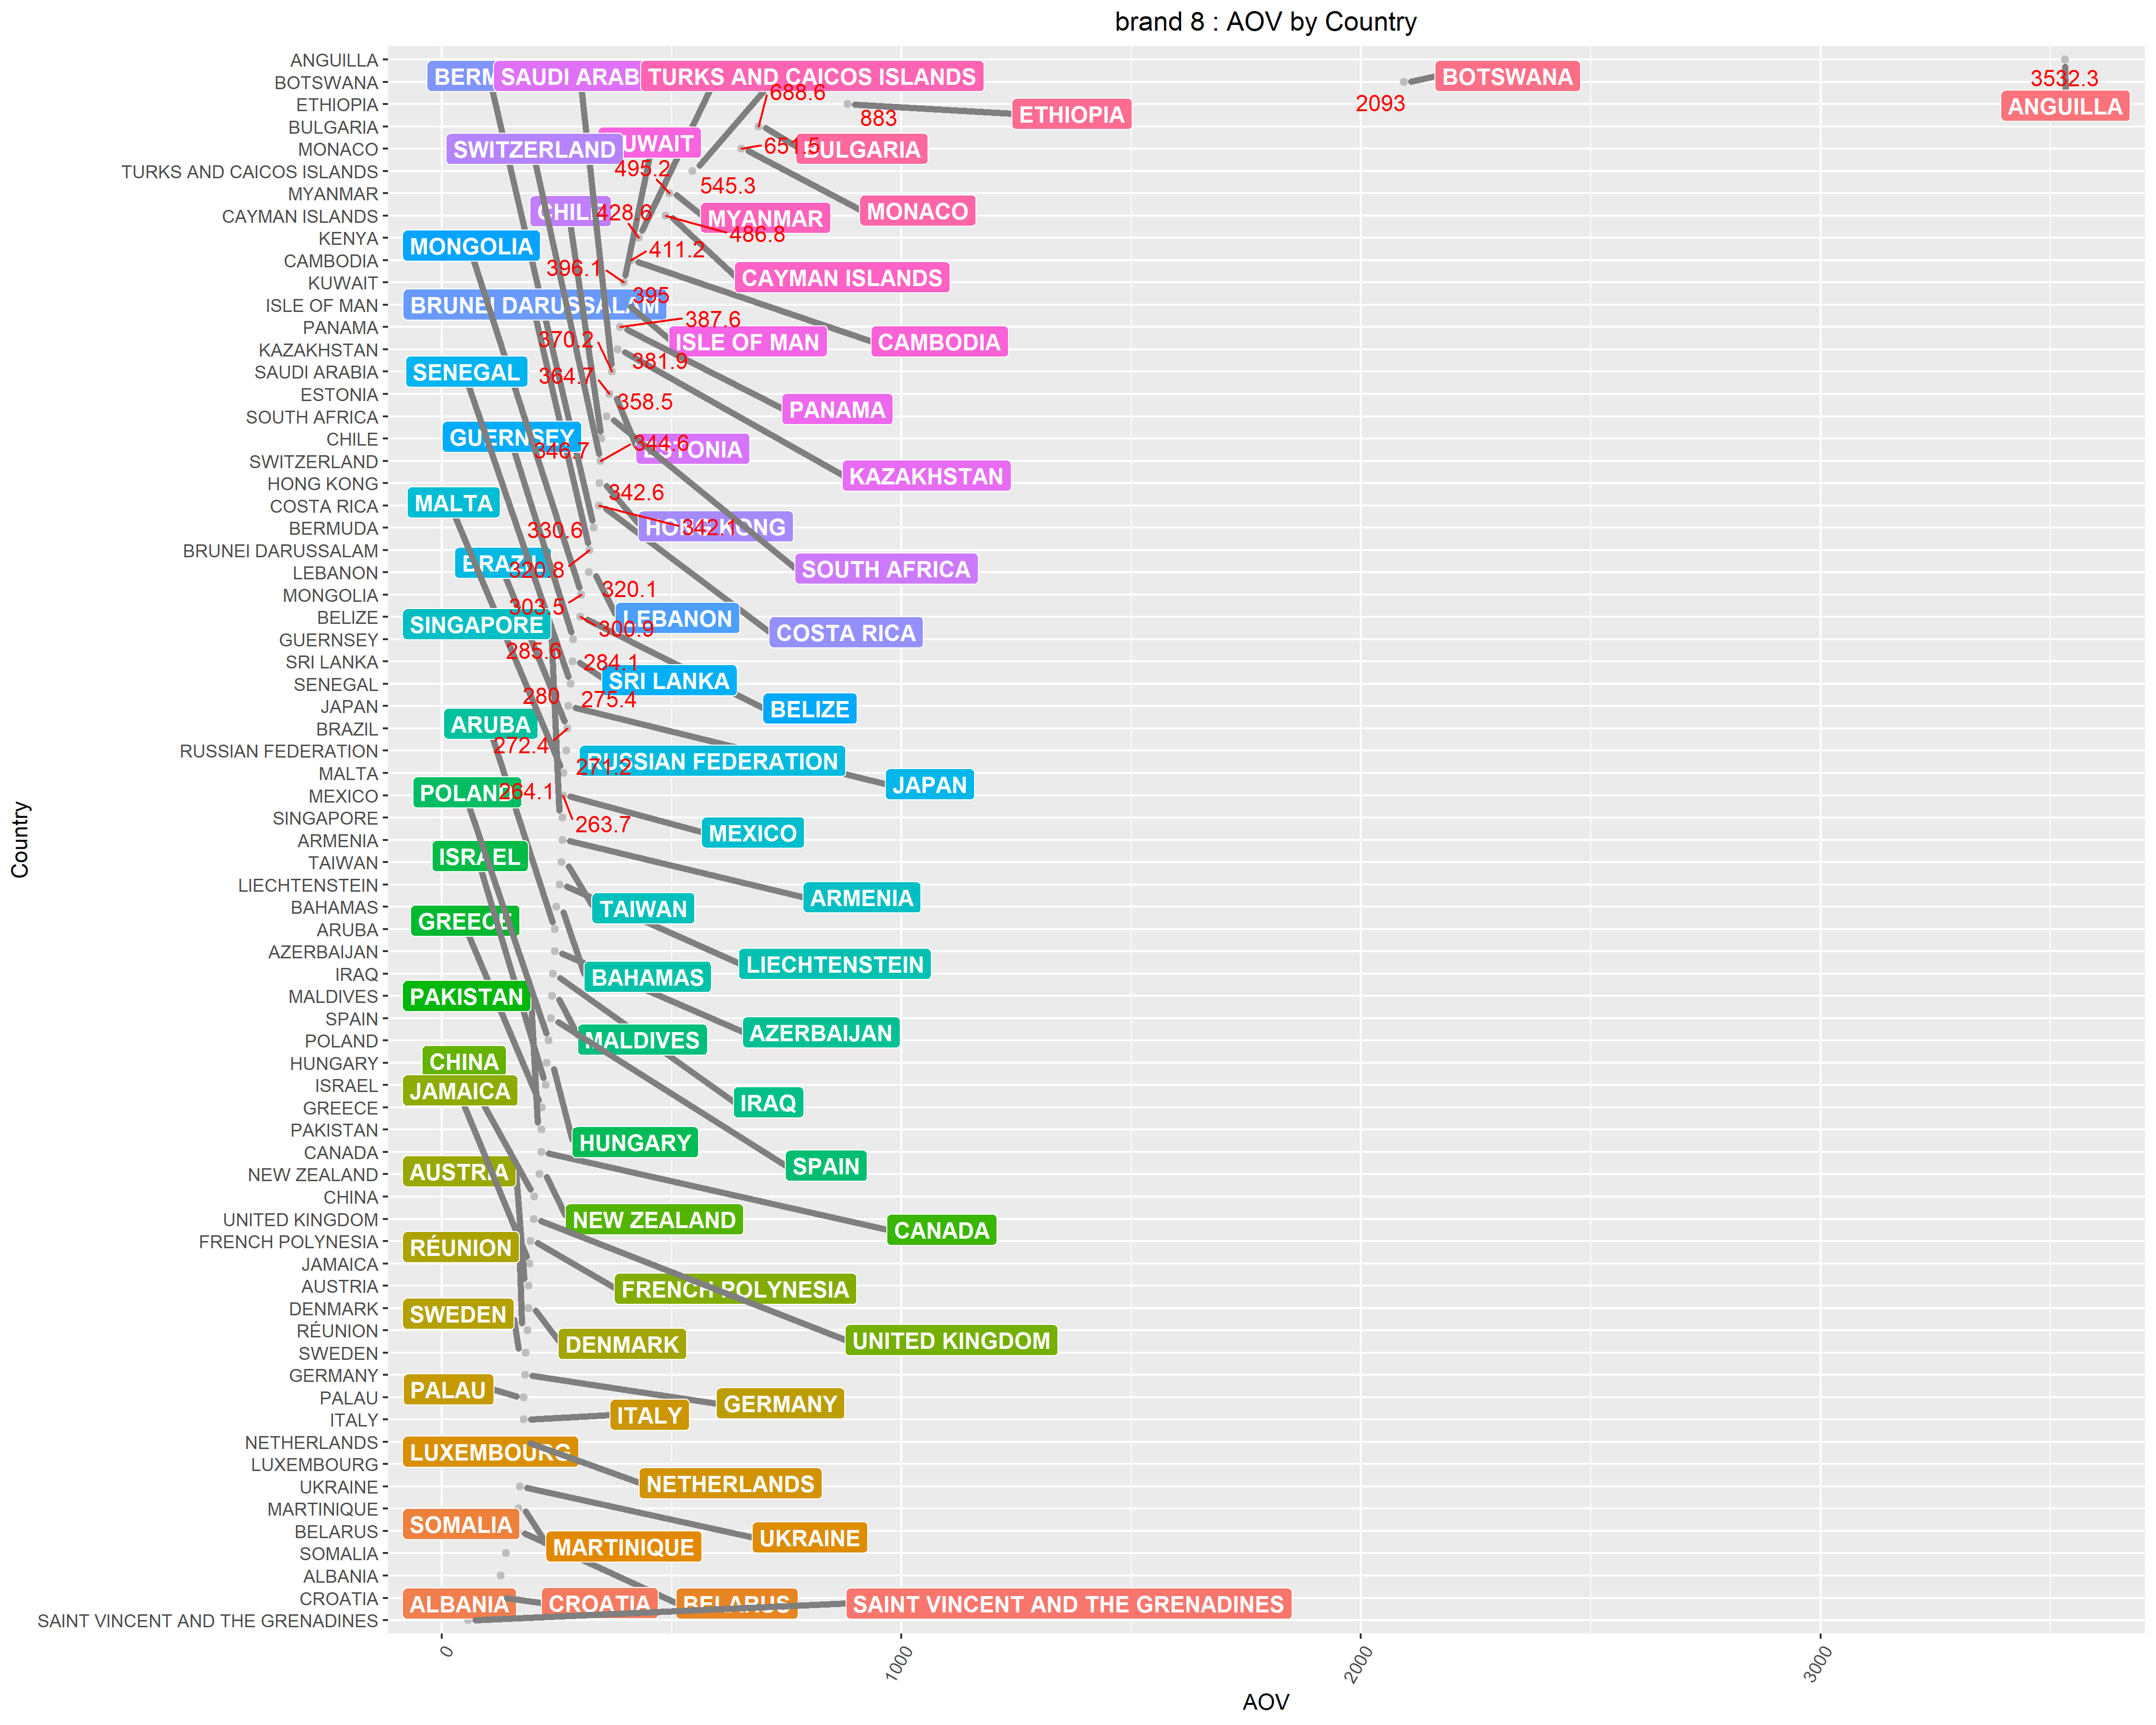 brand 8 : AOV by Country
Country
ANGUILLA
BOTSWANA
ETHIOPIA
BULGARIA
MONACO
TURKS AND CAICOS ISLANDS
MYANMAR
CAYMAN ISLANDS
KENYA
CAMBODIA
KUWAIT
ISLE OF MAN
PANAMA
KAZAKHSTAN
SAUDI ARABIA
ESTONIA
SOUTH AFRICA
CHILE
SWITZERLAND
HONG KONG
COSTA RICA
BERMUDA
BRUNEI DARUSSALAM
LEBANON
MONGOLIA
BELIZE
GUERNSEY
SRI LANKA
SENEGAL
JAPAN
BRAZIL
RUSSIAN FEDERATION
MALTA
MEXICO
SINGAPORE
ARMENIA
TAIWAN
LIECHTENSTEIN
BAHAMAS
ARUBA
AZERBAIJAN
IRAQ
MALDIVES
SPAIN
POLAND
HUNGARY
ISRAEL
GREECE
PAKISTAN
CANADA
NEW ZEALAND
CHINA
UNITED KINGDOM
FRENCH POLYNESIA
JAMAICA
AUSTRIA
DENMARK
RÉUNION
SWEDEN
GERMANY
PALAU
ITALY
NETHERLANDS
LUXEMBOURG
UKRAINE
MARTINIQUE
BELARUS
SOMALIA
ALBANIA
CROATIA
SAINT VINCENT AND THE GRENADINES
BERM
SAUDI ARAB
TURKS AND CAICOS ISLANDS
BOTSWANA
3532.3
688.6
2093
ANGUILLA
883
ETHIOPIA
UWAIT
SWITZERLAND
651.5
BULGARIA
495.2
545.3
CHILE
428.6
MYANMAR
MONACO
486.8
MONGOLIA
411.2
396.1
CAYMAN ISLANDS
395
BRUNEI DARUSSALAM
387.6
370.2
ISLE OF MAN
CAMBODIA
381.9
SENEGAL
364.7
358.5
PANAMA
GUERNSEY
346.7
344.6
ESTONIA
KAZAKHSTAN
342.6
MALTA
330.6
342.1
HONG KONG
BRAZIL
320.8
SOUTH AFRICA
320.1
303.5
SINGAPORE
LEBANON
300.9
COSTA RICA
285.6
284.1
SRI LANKA
280
275.4
BELIZE
ARUBA
272.4
271.2
RUSSIAN FEDERATION
JAPAN
POLAND
264.1
263.7
MEXICO
ISRAEL
ARMENIA
TAIWAN
GREECE
LIECHTENSTEIN
BAHAMAS
PAKISTAN
AZERBAIJAN
MALDIVES
CHINA
JAMAICA
IRAQ
HUNGARY
SPAIN
AUSTRIA
NEW ZEALAND
CANADA
RÉUNION
FRENCH POLYNESIA
SWEDEN
DENMARK
UNITED KINGDOM
PALAU
GERMANY
ITALY
LUXEMBOURG
NETHERLANDS
SOMALIA
UKRAINE
MARTINIQUE
ALBANIA
CROATIA
BELARUS
SAINT VINCENT AND THE GRENADINES
0
1000
2000
3000
AOV